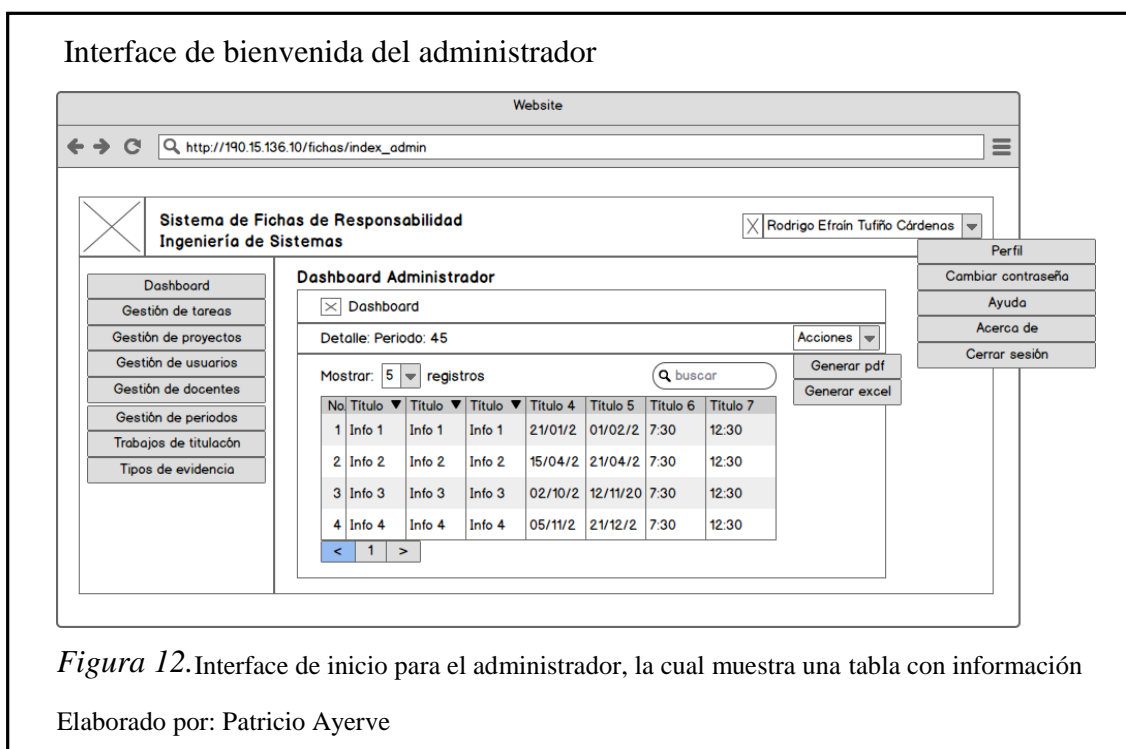 Interface de bienvenida del administrador
Website
http://190.15.136.10/fichas/index_admin
Sistema de Fichas de Responsabilidad
Ingeniería de Sistemas
Rodrigo Efraín Tufiño Cárdenas
Perfil
Cambiar contraseña
Ayuda
Acerca de
Cerrar sesión
Dashboard
Gestión de tareas
Gestión de proyectos
Gestión de usuarios
Gestión de docentes
Gestión de periodos
Trabajos de titulacón
Tipos de evidencia
Dashboard Administrador
Dashboard
Detalle: Periodo: 45
Acciones
Generar pdf
Generar excel
Mostrar: 5 registros
buscar
No. Título Título Título Título 4 Título 5 Título 6 Título 7
1 Info 1 Info 1 Info 1 21/01/2 01/02/2 7:30 12:30
2 Info 2 Info 2 Info 2 15/04/2 21/04/2 7:30 12:30
3 Info 3 Info 3 Info 3 02/10/2 12/11/20 7:30 12:30
4 Info 4 Info 4 Info 4 05/11/2 21/12/2 7:30 12:30
< 1 >
Figura 12. Interface de inicio para el administrador, la cual muestra una tabla con información
Elaborado por: Patricio Ayerve